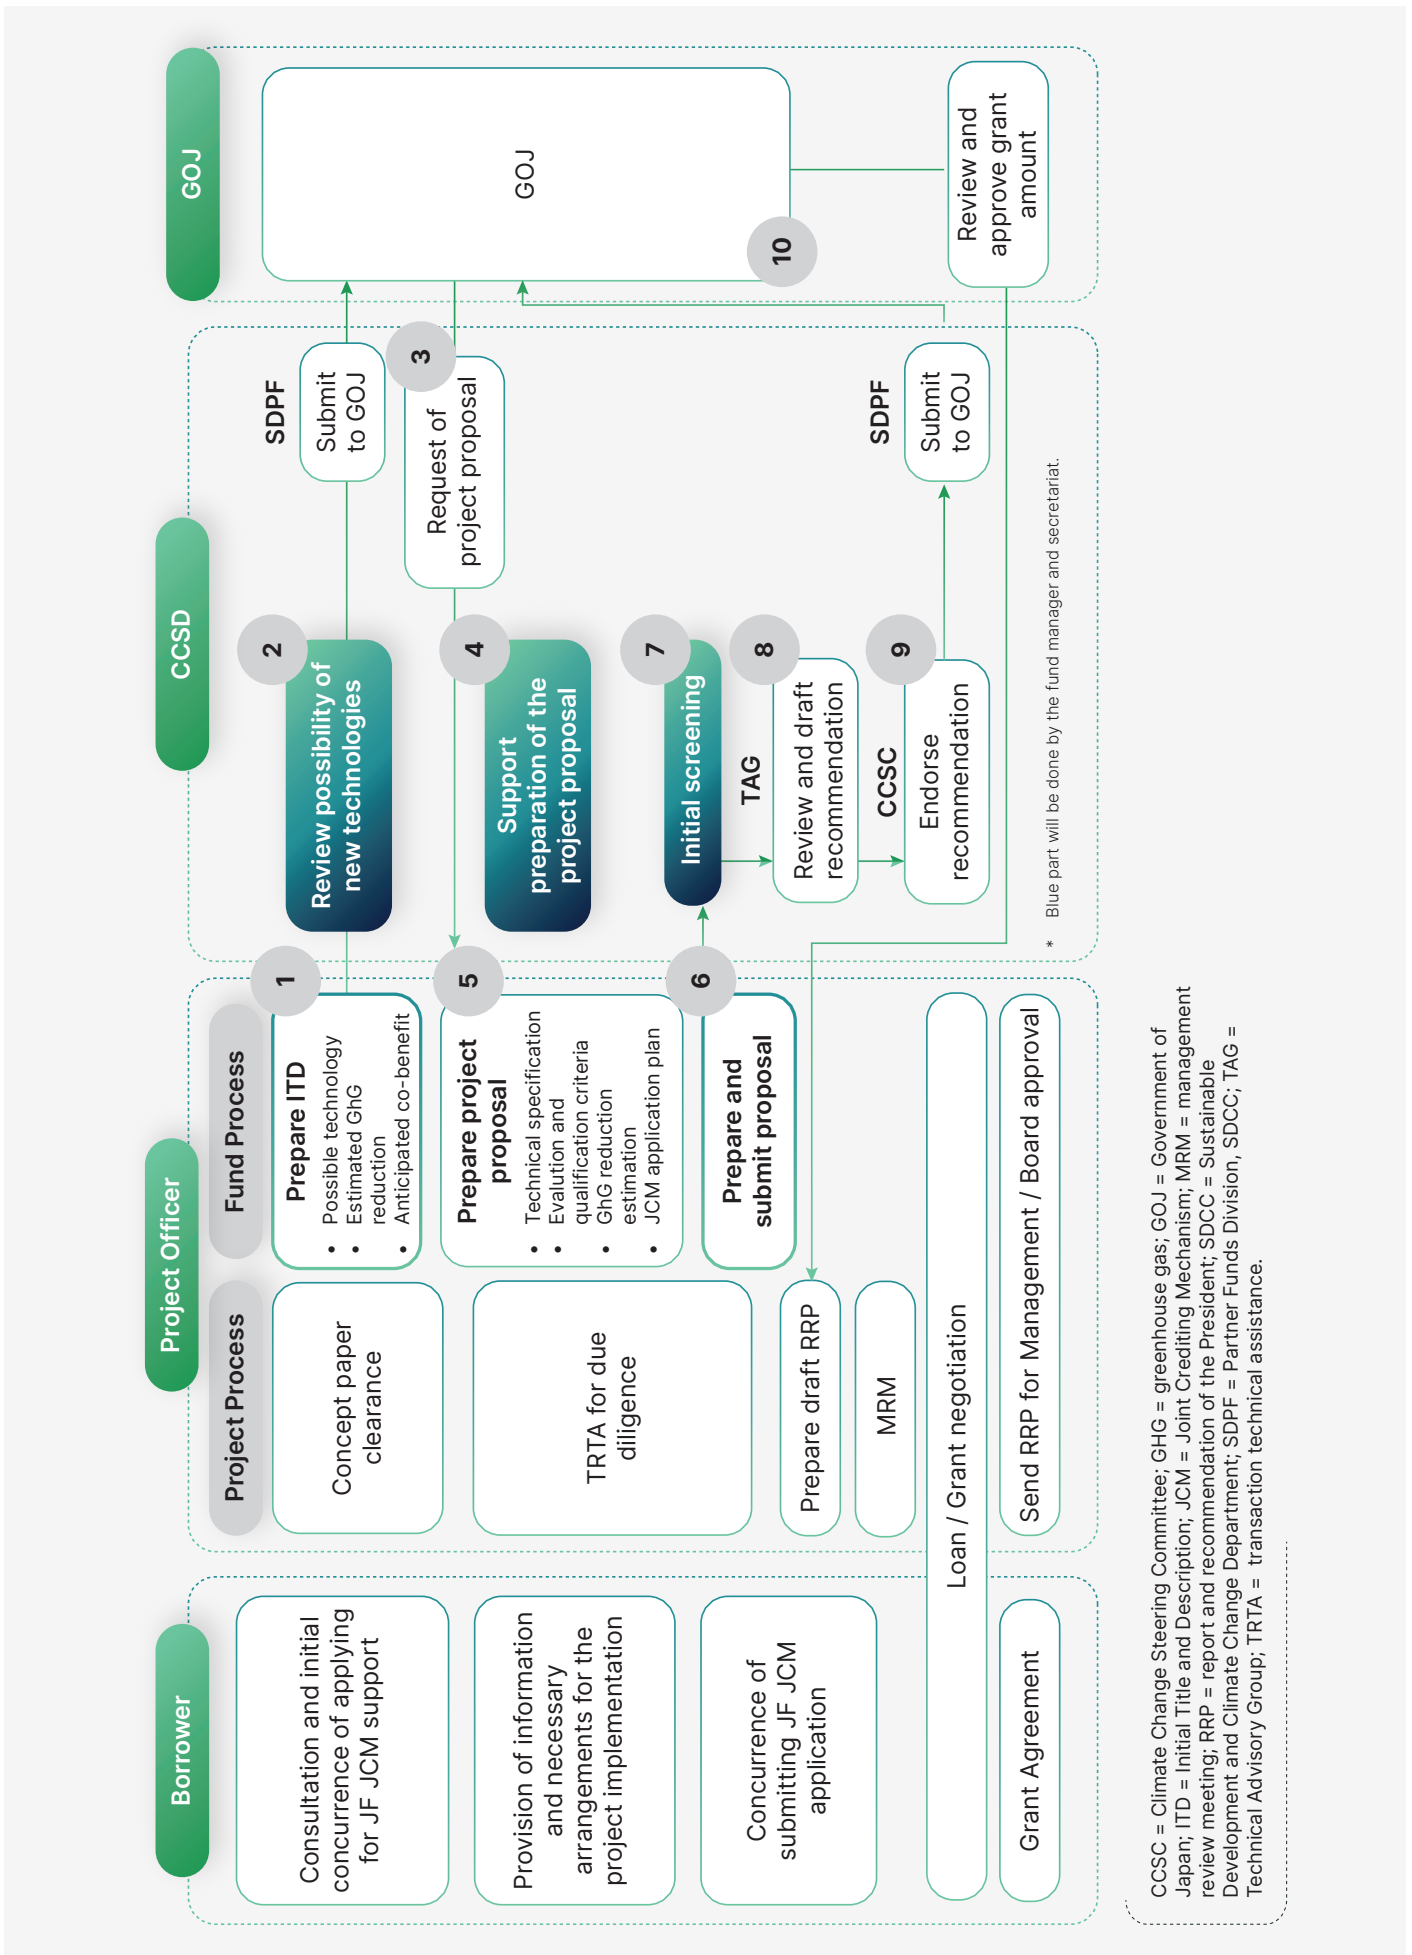 Borrower
Consultation and initial
concurrence of applying
for JF JCM support
Provision of information
and necessary
arrangements for the
project implementation
Concurrence of
submitting JF JCM
application
Loan / Grant negotiation
Grant Agreement
Project Officer
Project Process
Concept paper
clearance
TRTA for due
diligence
Prepare draft RRP
MRM
Send RRP for Management / Board approval
Fund Process
1
Prepare ITD
• Possible technology
• Estimated GhG
reduction
• Anticipated co-benefit
5
Prepare project
proposal
• Technical specification
• Evalution and
qualification criteria
• GhG reduction
estimation
• JCM application plan
6
Prepare and
submit proposal
CCSD
2
Review possibility of
new technologies
SDPF
Submit
to GOJ
3
Request of
project proposal
4
Support
preparation of the
project proposal
7
Initial screening
TAG
8
Review and draft
recommendation
CCSC
9
Endorse
recommendation
SDPF
Submit
to GOJ
* Blue part will be done by the fund manager and secretariat.
GOJ
GOJ
10
Review and
approve grant
amount
CCSC = Climate Change Steering Committee; GHG = greenhouse gas; GOJ = Government of
Japan; ITD = Initial Title and Description; JCM = Joint Crediting Mechanism; MRM = management
review meeting; RRP = report and recommendation of the President; SDCC = Sustainable
Development and Climate Change Department; SDPF = Partner Funds Division, SDCC; TAG =
Technical Advisory Group; TRTA = transaction technical assistance.